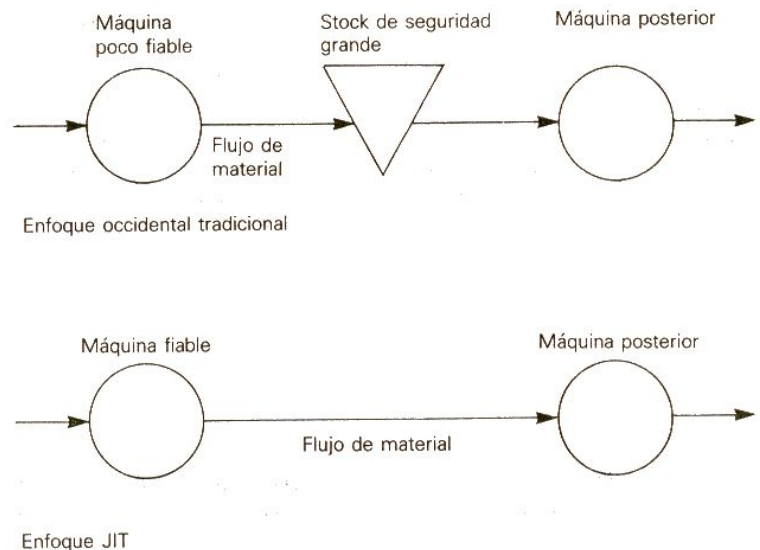 Máquina
poco fiable
Stock de seguridad
grande
Máquina posterior
Flujo de
material
Enfoque occidental tradicional
Máquina fiable
Máquina posterior
Flujo de material
Enfoque JIT